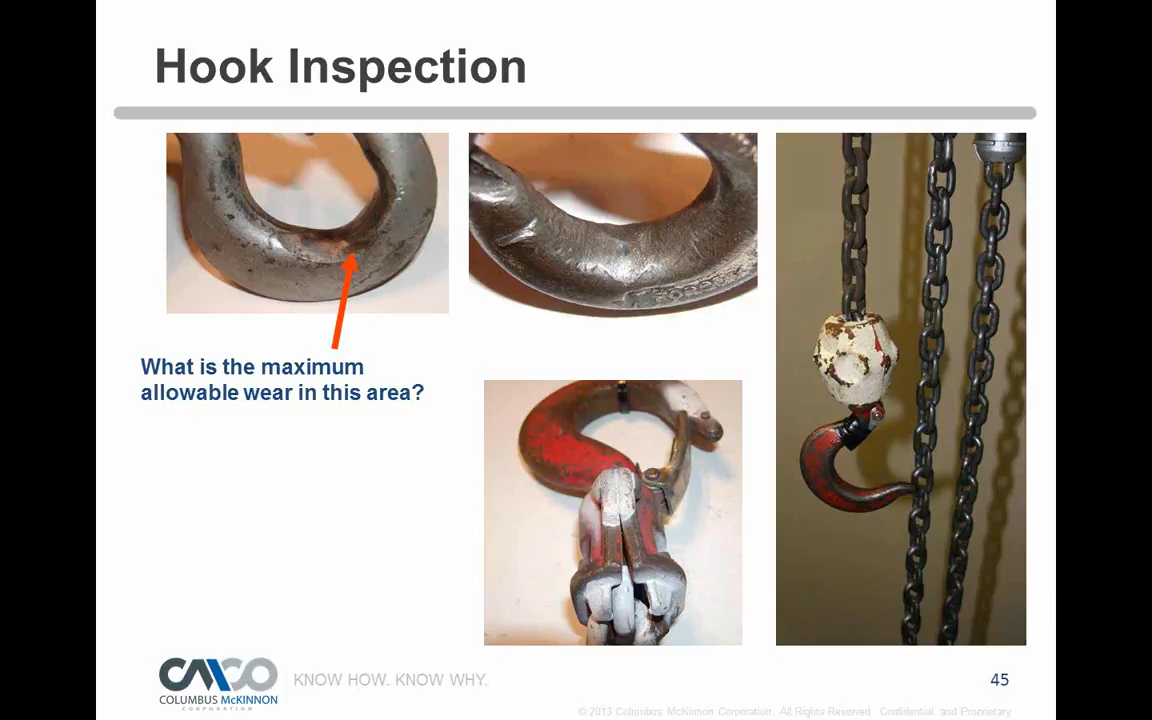 Hook Inspection
What is the maximum
allowable wear in this area?
CMCO
COLUMBUS McKINNON
CORPORATION
KNOW HOW. KNOW WHY.
45
© 2013 Columbus McKinnon Corporation. All Rights Reserved. Confidential and Proprietary